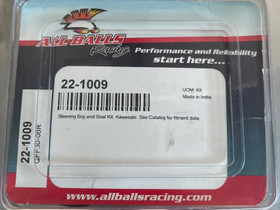 ALL BALLS
Racing
Performance and Reliability
start here...
22-1009
UOM: Kit
Made in India
Steering Brg and Seal Kit, Kawasaki. See Catalog for fitment data.
22-1009
www.allballsracing.com